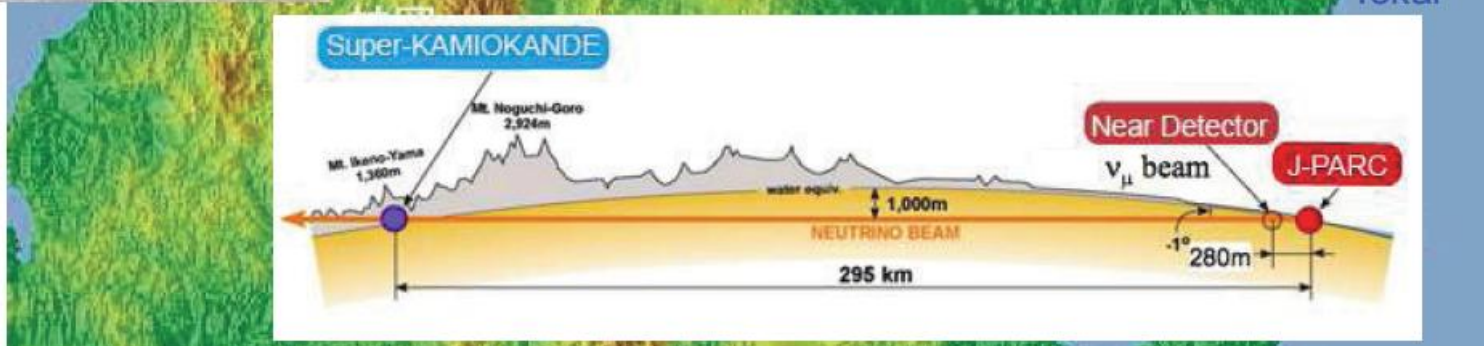 Super-KAMIOKANDE
Mt. Noguchi-Goro
2,924m
Mt. Ikeno-Yama
1,360m
Near Detector
J-PARC
νμ beam
water equiv.
1,000m
NEUTRINO BEAM
-1°
280m
295 km